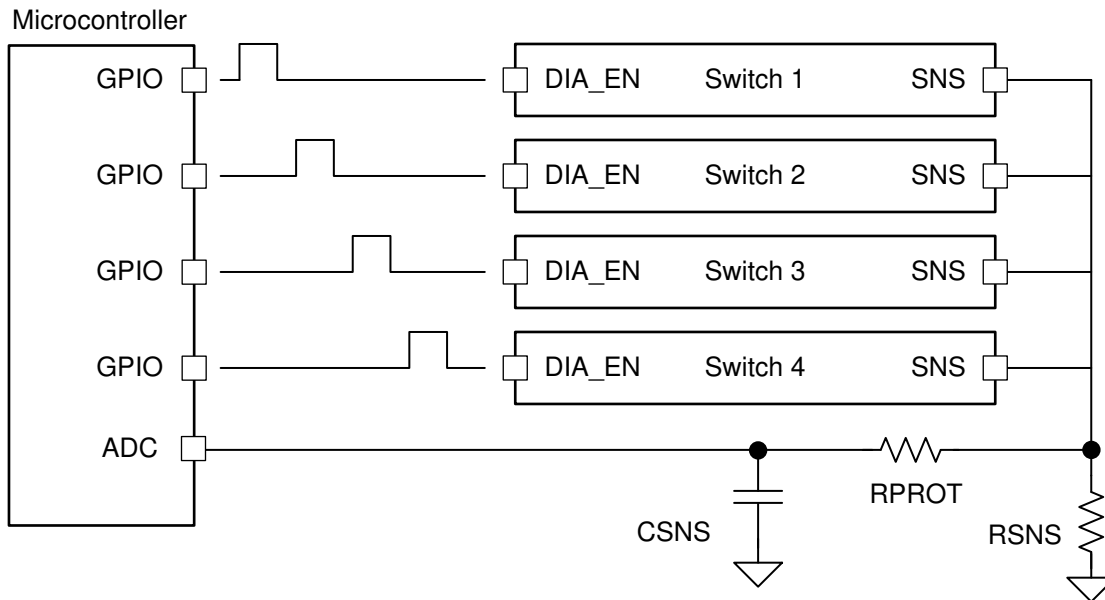 Microcontroller
GPIO DIA_EN Switch 1 SNS
GPIO DIA_EN Switch 2 SNS
GPIO DIA_EN Switch 3 SNS
GPIO DIA_EN Switch 4 SNS
ADC
RPROT
CSNS RSNS